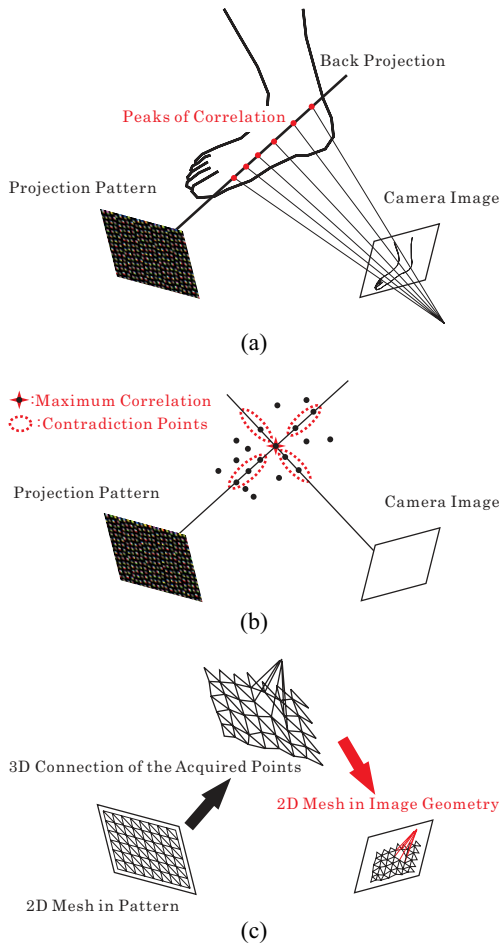 Back Projection
Peaks of Correlation
Projection Pattern
Camera Image
(a)
:Maximum Correlation
:Contradiction Points
Projection Pattern
Camera Image
(b)
3D Connection of the Acquired Points
2D Mesh in Image Geometry
2D Mesh in Pattern
(c)